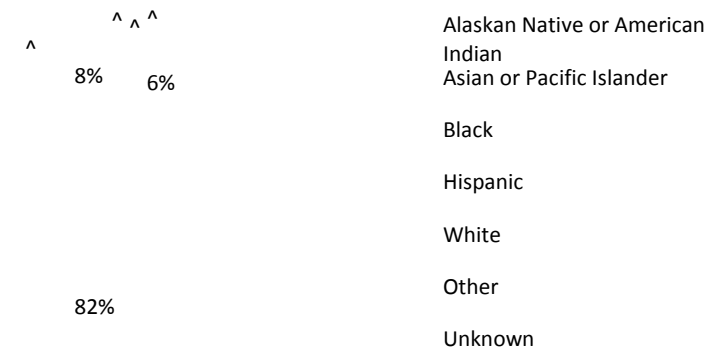 ^ ^ ^
^
8% 6%
82%
Alaskan Native or American
Indian
Asian or Pacific Islander
Black
Hispanic
White
Other
Unknown